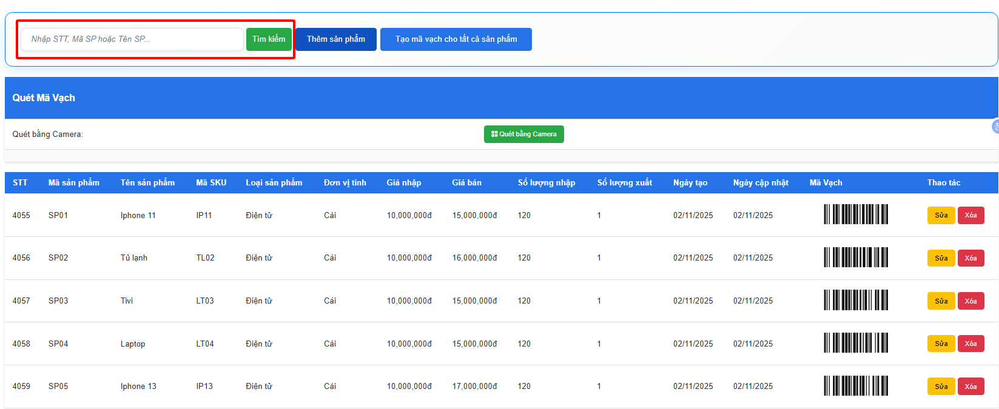 Nhập STT, Mã SP hoặc Tên SP... Tìm kiếm Thêm sản phẩm Tạo mã vạch cho tất cả sản phẩm
Quét Mã Vạch
Quét bằng Camera: Quét bằng Camera
STT Mã sản phẩm Tên sản phẩm Mã SKU Loại sản phẩm Đơn vị tính Giá nhập Giá bán Số lượng nhập Số lượng xuất Ngày tạo Ngày cập nhật Mã Vạch Thao tác
4055 SP01 Iphone 11 IP11 Điện tử Cái 10,000,000đ 15,000,000đ 120 1 02/11/2025 02/11/2025 Sửa Xóa
4056 SP02 Tủ lạnh TL02 Điện tử Cái 10,000,000đ 16,000,000đ 120 1 02/11/2025 02/11/2025 Sửa Xóa
4057 SP03 Tivi LT03 Điện tử Cái 10,000,000đ 15,000,000đ 120 1 02/11/2025 02/11/2025 Sửa Xóa
4058 SP04 Laptop LT04 Điện tử Cái 10,000,000đ 15,000,000đ 120 1 02/11/2025 02/11/2025 Sửa Xóa
4059 SP05 Iphone 13 IP13 Điện tử Cái 10,000,000đ 17,000,000đ 120 1 02/11/2025 02/11/2025 Sửa Xóa